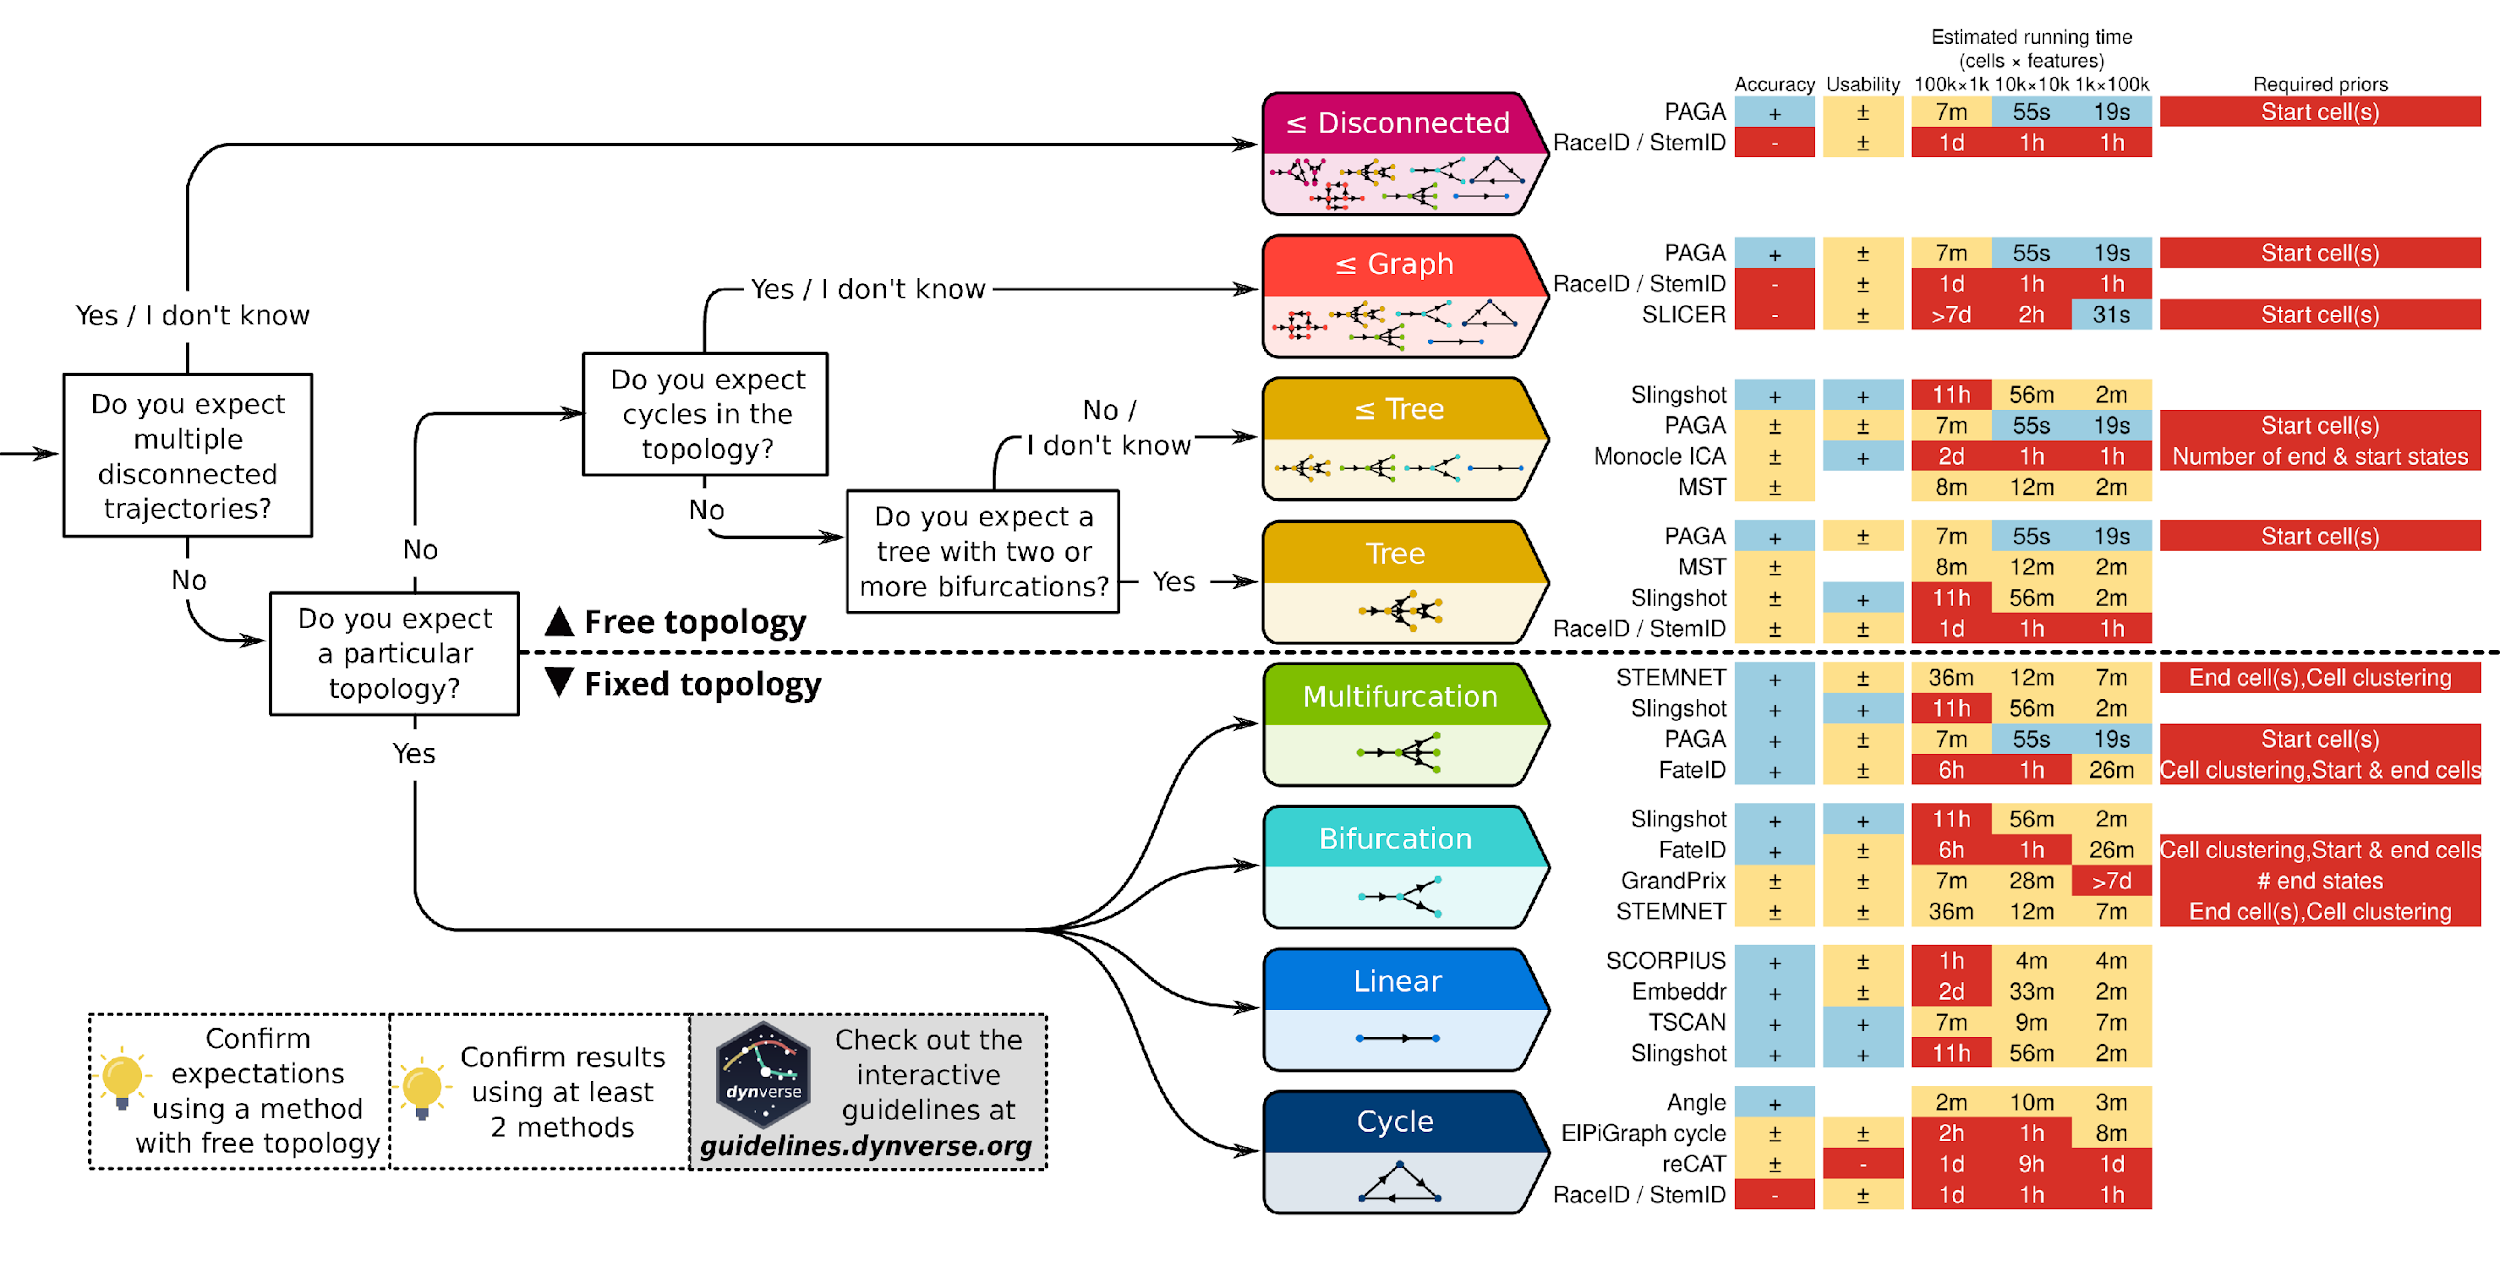 Estimated running time
(cells × features)
Accuracy Usability 100k×1k 10k×10k 1k×100k Required priors
≤ Disconnected
PAGA + ± 7m 55s 19s Start cell(s)
RaceID / StemID - ± 1d 1h 1h
≤ Graph
PAGA + ± 7m 55s 19s Start cell(s)
RaceID / StemID - ± 1d 1h 1h
SLICER - ± >7d 2h 31s Start cell(s)
≤ Tree
Slingshot + + 11h 56m 2m
PAGA ± ± 7m 55s 19s Start cell(s)
Monocle ICA ± + 2d 1h 1h Number of end & start states
MST ± 8m 12m 2m
Tree
PAGA + ± 7m 55s 19s Start cell(s)
MST ± 8m 12m 2m
Slingshot ± + 11h 56m 2m
RaceID / StemID ± ± 1d 1h 1h
Multifurcation
STEMNET + ± 36m 12m 7m End cell(s),Cell clustering
Slingshot + + 11h 56m 2m
PAGA + ± 7m 55s 19s Start cell(s)
FateID + ± 6h 1h 26m Cell clustering,Start & end cells
Bifurcation
Slingshot + + 11h 56m 2m
FateID + ± 6h 1h 26m Cell clustering,Start & end cells
GrandPrix ± ± 7m 28m >7d # end states
STEMNET ± ± 36m 12m 7m End cell(s),Cell clustering
Linear
SCORPIUS + ± 1h 4m 4m
Embeddr + ± 2d 33m 2m
TSCAN + + 7m 9m 7m
Slingshot + + 11h 56m 2m
Cycle
Angle + 2m 10m 3m
ElPiGraph cycle ± ± 2h 1h 8m
reCAT ± - 1d 9h 1d
RaceID / StemID - ± 1d 1h 1h
Yes / I don't know
Do you expect
multiple
disconnected
trajectories?
No
Do you expect
a particular
topology?
No
Yes
Do you expect
cycles in the
topology?
Yes / I don't know
No
Do you expect a
tree with two or
more bifurcations?
No /
I don't know
Yes
▲ Free topology
▼ Fixed topology
Confirm
expectations
using a method
with free topology
Confirm results
using at least
2 methods
dynverse
Check out the
interactive
guidelines at
guidelines.dynverse.org